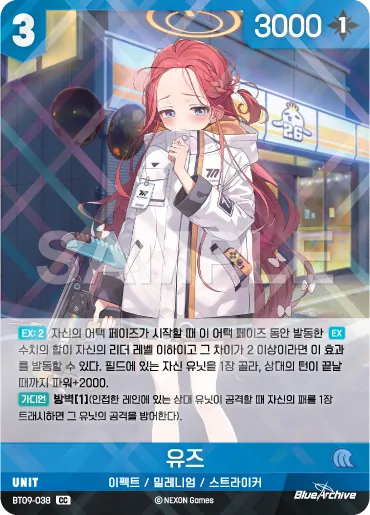 3
3000 1
26
SAMPLE
EX: 2 자신의 어택 페이즈가 시작할 때 이 어택 페이즈 동안 발동한 EX
수치의 합이 자신의 리더 레벨 이하이고 그 차이가 2 이상이라면 이 효과
를 발동할 수 있다. 필드에 있는 자신 유닛을 1장 골라, 상대의 턴이 끝날
때까지 파워+2000.
가디언 방벽[1](인접한 레인에 있는 상대 유닛이 공격할 때 자신의 패를 1장
트래시하면 그 유닛의 공격을 방어한다).
유즈
UNIT 이팩트 / 밀레니엄 / 스트라이커
BT09-038 CC ⓒ NEXON Games BlueArchive